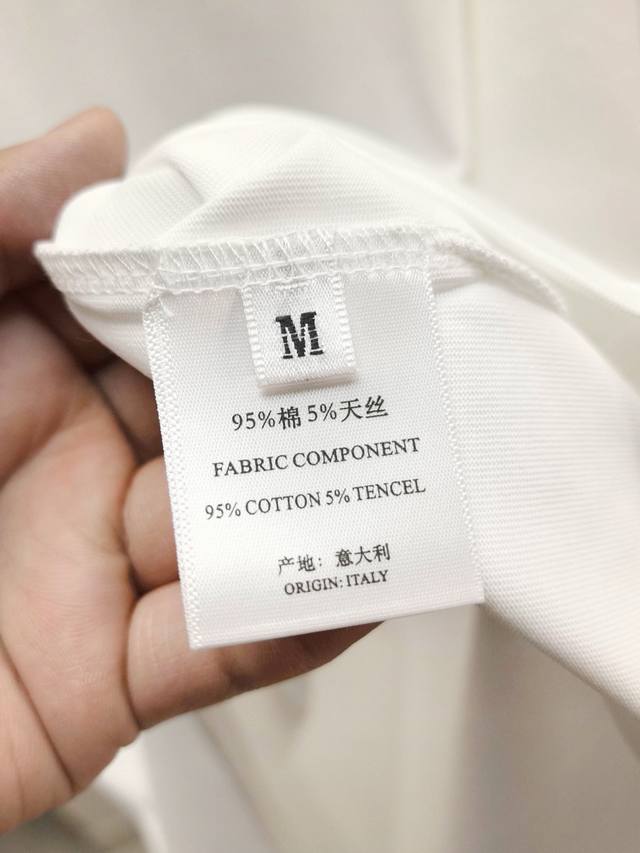 M
95%棉 5%天丝
FABRIC COMPONENT
95% COTTON 5% TENCEL
产地：意大利
ORIGIN: ITALY